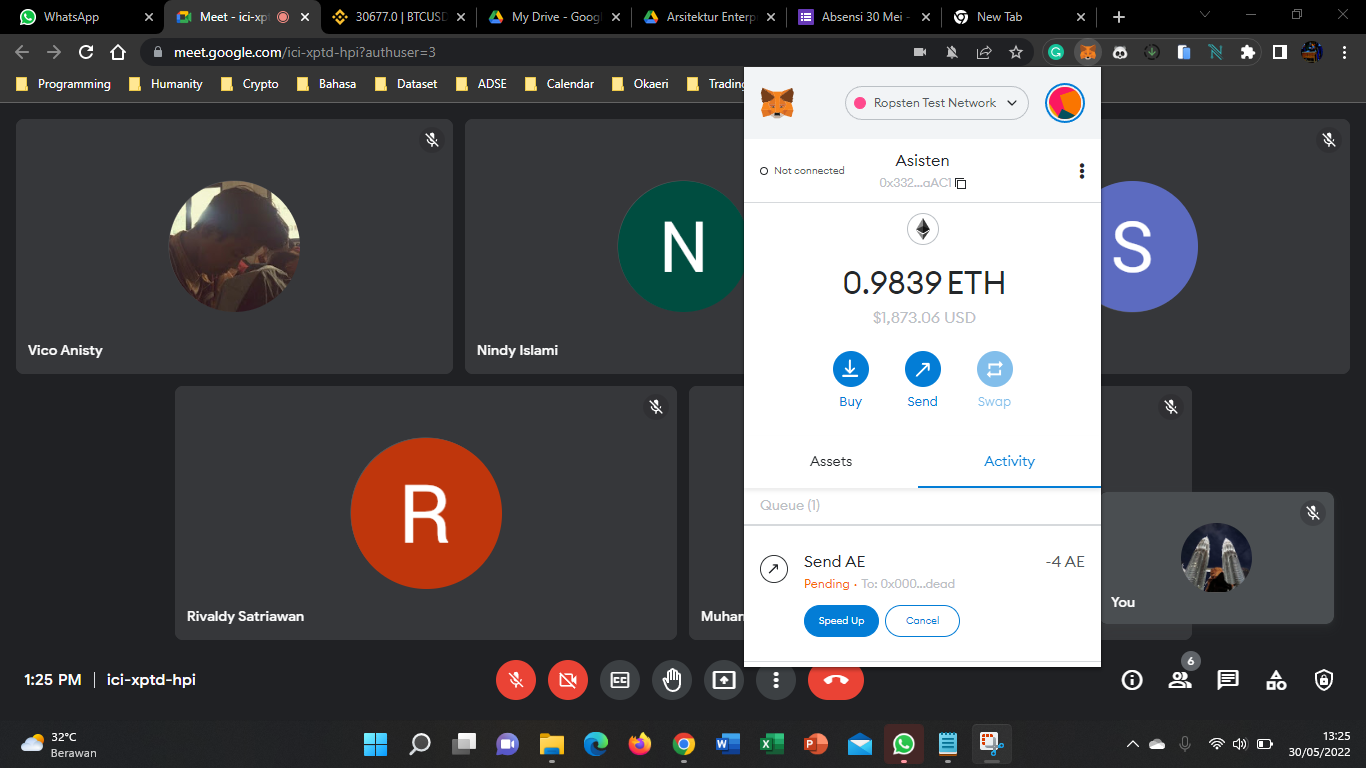 WhatsApp
Meet - ici-xpt
30677.0 | BTCUSD
My Drive - Goog
Arsitektur Enterp
Absensi 30 Mei -
New Tab
meet.google.com/ici-xptd-hpi?authuser=3
Programming
Humanity
Crypto
Bahasa
Dataset
ADSE
Calendar
Okaeri
Trading
Ropsten Test Network
Not connected
Asisten
0x332...aAC1
0.9839 ETH
$1,873.06 USD
Buy
Send
Swap
Assets
Activity
Queue (1)
Send AE
-4 AE
Pending · To: 0x000...dead
Speed Up
Cancel
N
S
Vico Anisty
Nindy Islami
R
Rivaldy Satriawan
Muham
You
1:25 PM | ici-xptd-hpi
6
32°C
Berawan
13:25
30/05/2022